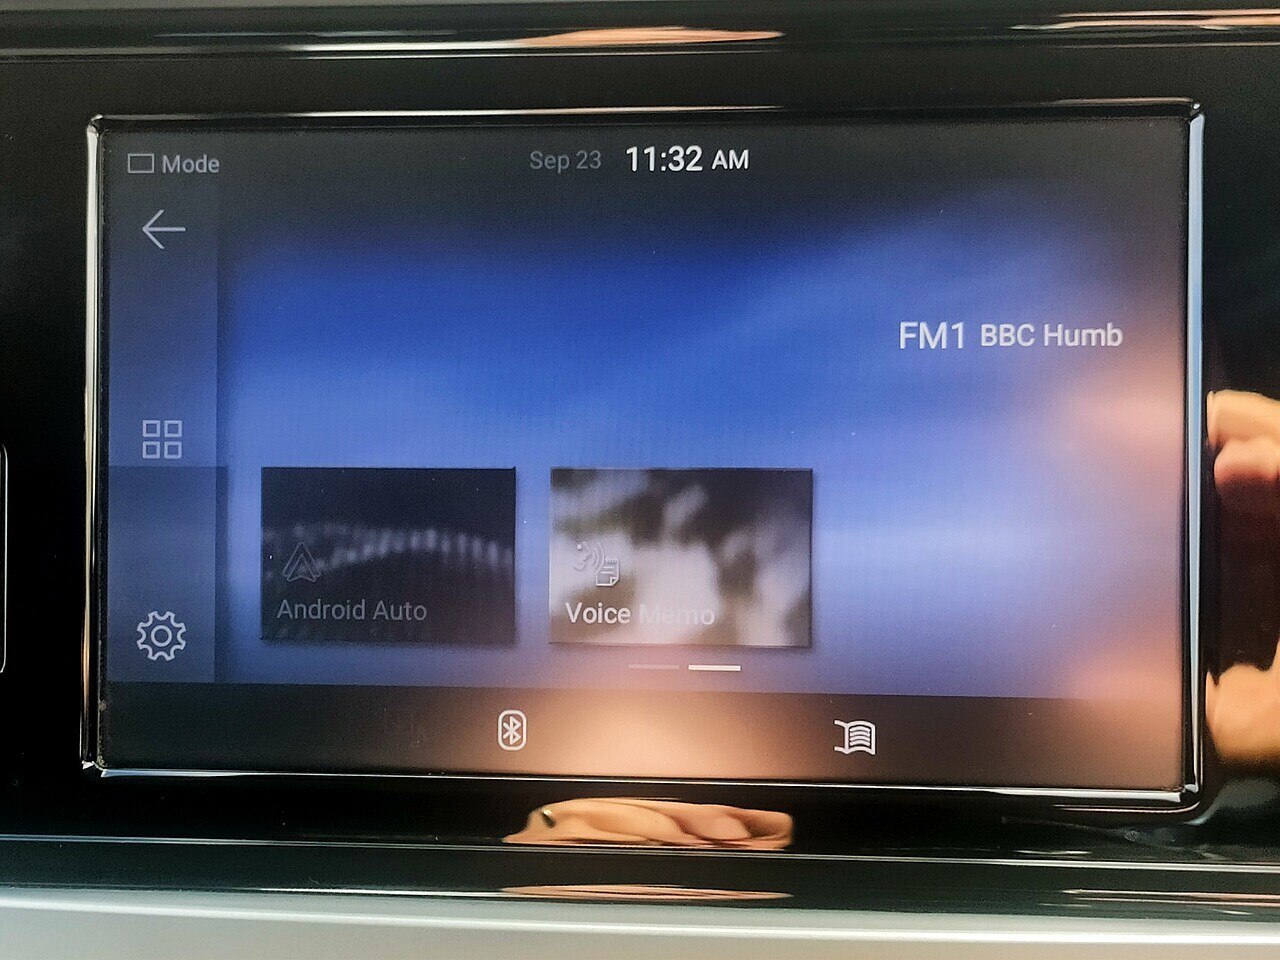 Mode
Sep 23 11:32 AM
FM1 BBC Humb
Android Auto
Voice Memo